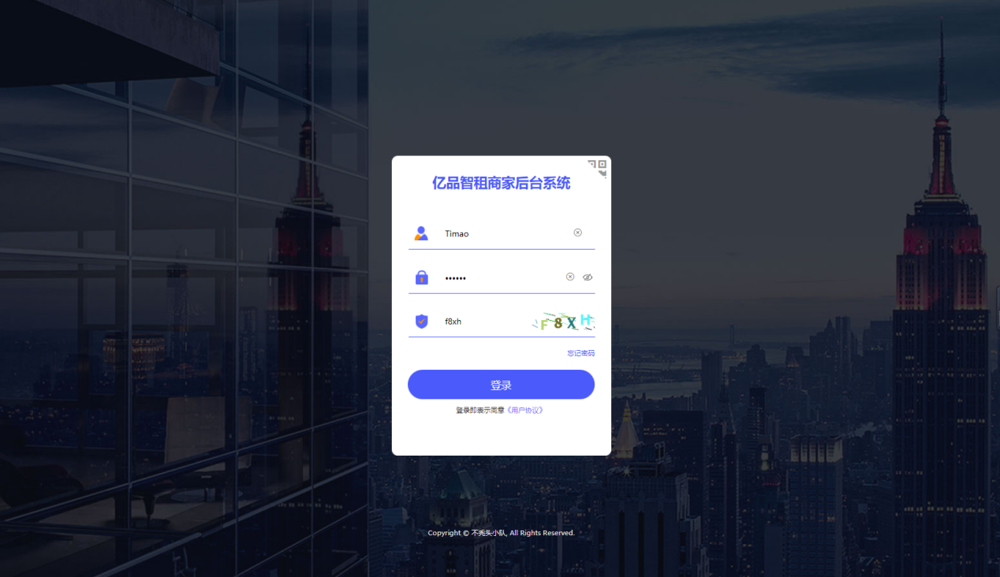 亿品智租商家后台系统
Timao
••••••
f8xh
F8XH
忘记密码
登录
登录即表示同意《用户协议》
Copyright © 不秃头小队, All Rights Reserved.